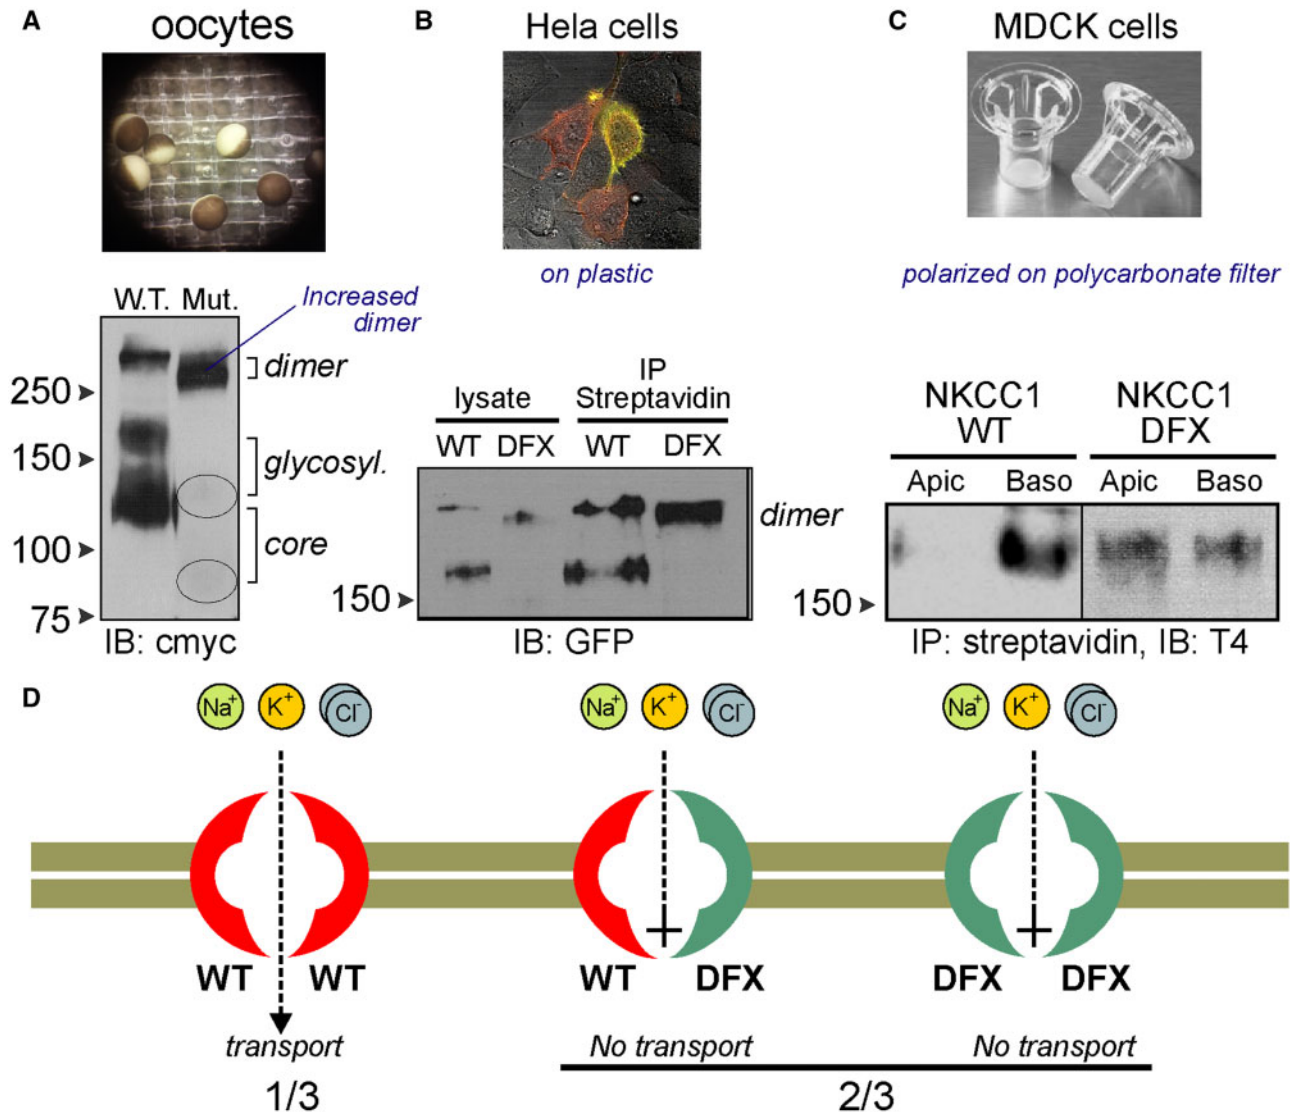 A
oocytes
B
Hela cells
C
MDCK cells
on plastic
polarized on polycarbonate filter
W.T. Mut.
Increased
dimer
dimer
250
150
glycosyl.
100
core
75
IB: cmyc
IP
lysate Streptavidin
WT DFX WT DFX
dimer
150
IB: GFP
NKCC1 NKCC1
WT DFX
Apic Baso Apic Baso
150
IP: streptavidin, IB: T4
D
Na+ K+ Cl-
Na+ K+ Cl-
Na+ K+ Cl-
WT WT
WT DFX
DFX DFX
transport
No transport
No transport
1/3
2/3